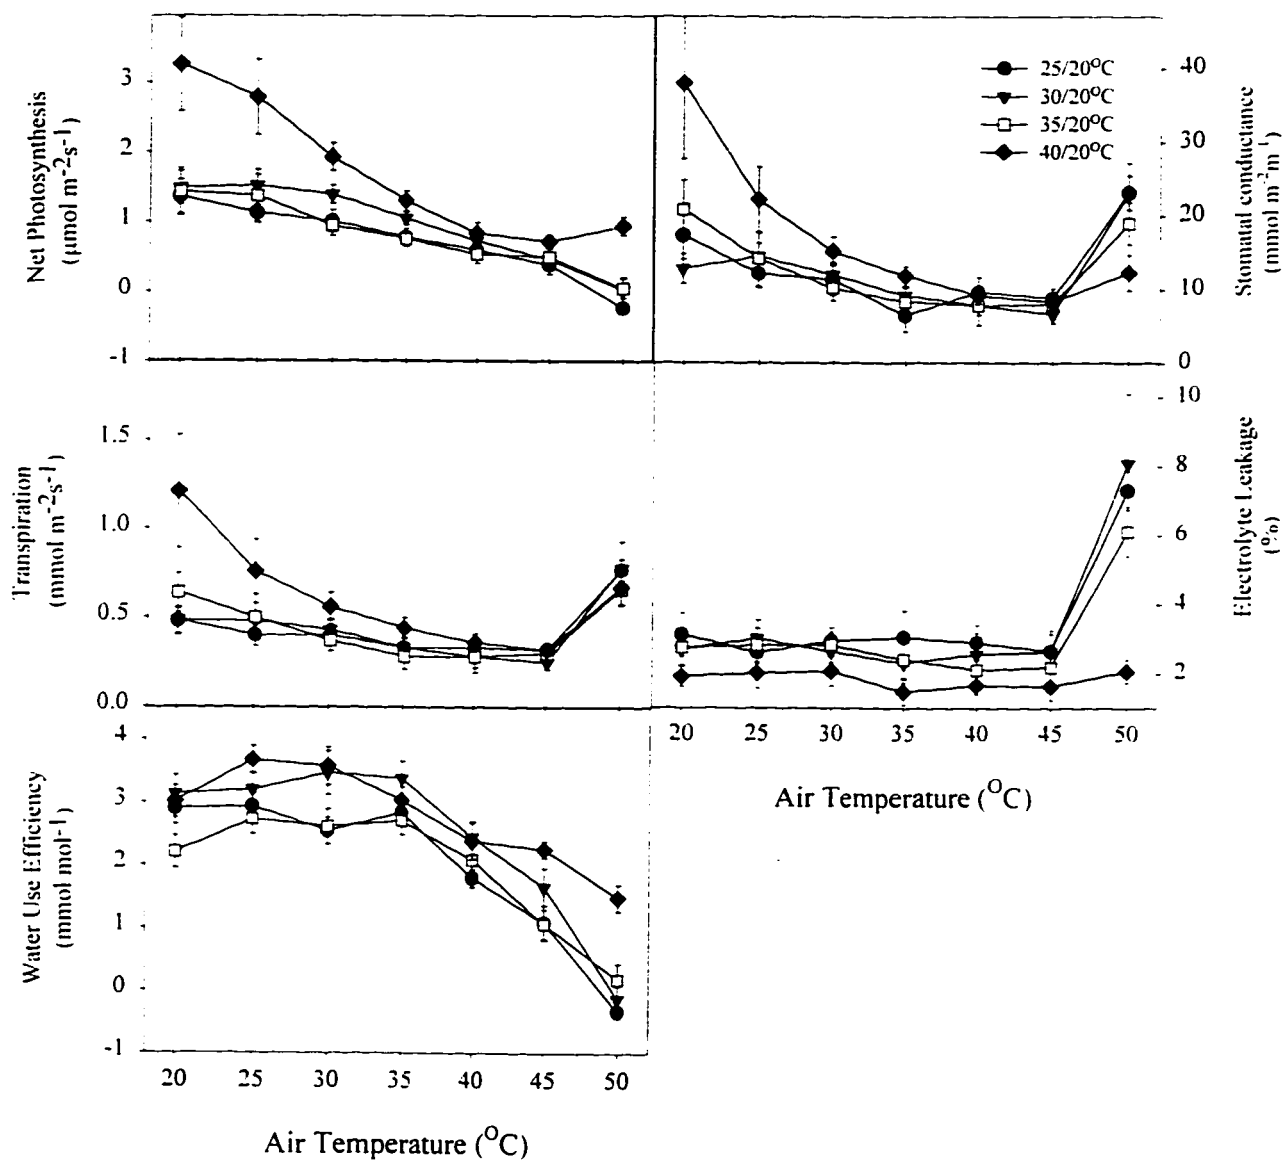 Net Photosynthesis
(μmol m-2s-1)
3
2
1
0
-1
25/20°C
30/20°C
35/20°C
40/20°C
40
30
20
10
0
Stomatal conductance
(mmol m-2m-1)
Transpiration
(mmol m-2s-1)
1.5
1.0
0.5
0.0
10
8
6
4
2
Electrolyte Leakage
(%)
20 25 30 35 40 45 50
Air Temperature (°C)
Water Use Efficiency
(mmol mol-1)
4
3
2
1
0
-1
20 25 30 35 40 45 50
Air Temperature (°C)